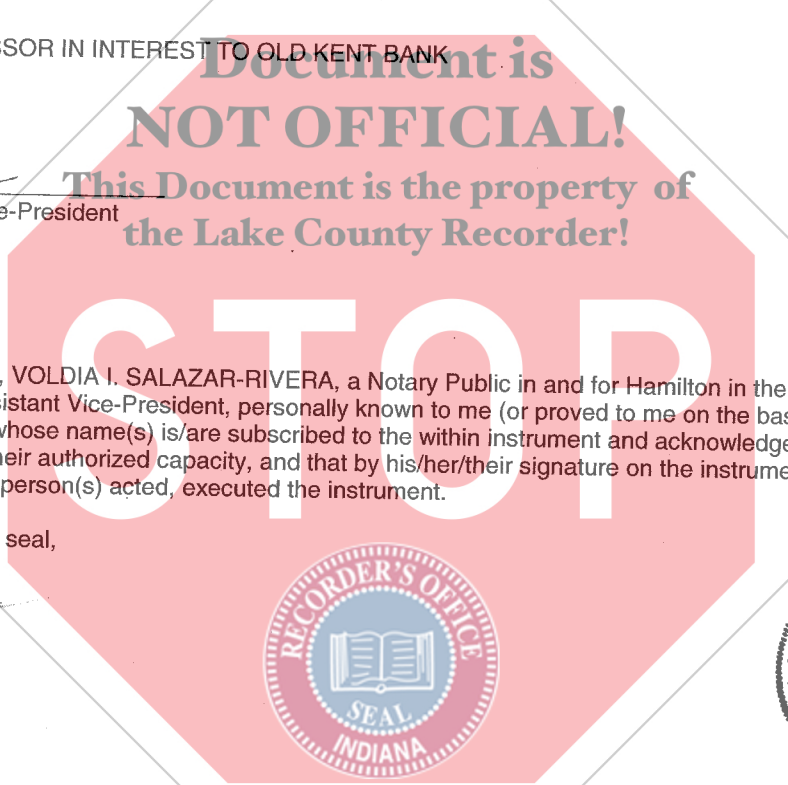 SSOR IN INTEREST TO OLD KENT BANK
Document is
NOT OFFICIAL!
This Document is the property of
e-President
the Lake County Recorder!
STOP
, VOLDIA I. SALAZAR-RIVERA, a Notary Public in and for Hamilton in the
sistant Vice-President, personally known to me (or proved to me on the bas
whose name(s) is/are subscribed to the within instrument and acknowledge
heir authorized capacity, and that by his/her/their signature on the instrume
person(s) acted, executed the instrument.
seal,
RECORDER'S OFFICE
SEAL
INDIANA